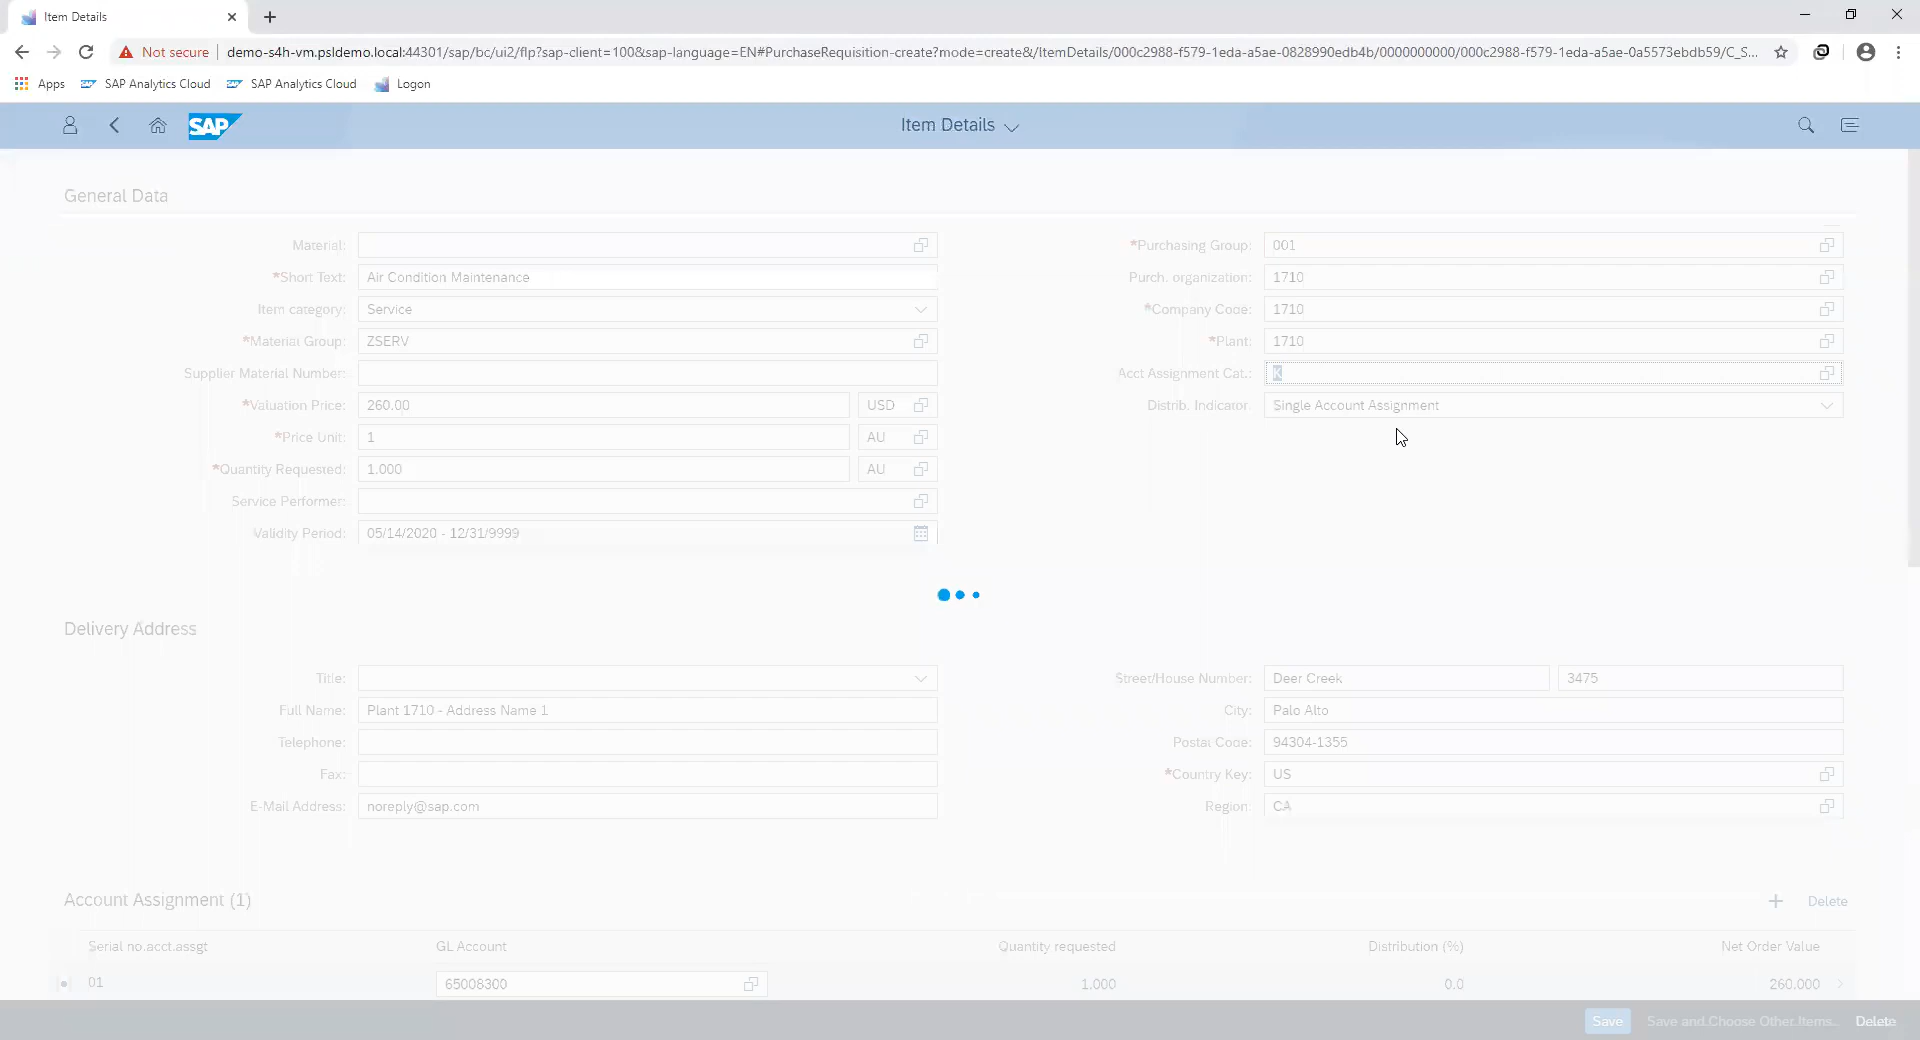 Item Details
Not secure
demo-s4h-vm.psldemo.local:44301/sap/bc/ui2/flp?sap-client=100&sap-language=EN#PurchaseRequisition-create?mode=create&/ItemDetails/000c2988-f579-1eda-a5ae-0828990edb4b/0000000000/000c2988-f579-1eda-a5ae-0a5573ebdb59/C_S...
Apps SAP Analytics Cloud SAP Analytics Cloud Logon
SAP Item Details
General Data
Material: *Purchasing Group: 001
*Short Text: Air Condition Maintenance Purch. organization: 1710
Item category: Service *Company Code: 1710
*Material Group: ZSERV *Plant: 1710
Supplier Material Number: Acct Assignment Cat.: K
*Valuation Price: 260.00 USD Distrib. Indicator: Single Account Assignment
*Price Unit: 1 AU
*Quantity Requested: 1.000 AU
Service Performer:
Validity Period: 05/14/2020 - 12/31/9999
Delivery Address
Title: Street/House Number: Deer Creek 3475
Full Name: Plant 1710 - Address Name 1 City: Palo Alto
Telephone: Postal Code: 94304-1355
Fax: *Country Key: US
E-Mail Address: noreply@sap.com Region: CA
Account Assignment (1) Delete
Serial no.acct.assgt GL Account Quantity requested Distribution (%) Net Order Value
01 65008300 1.000 0.0 260.000
Save Save and Choose Other Items.. Delete